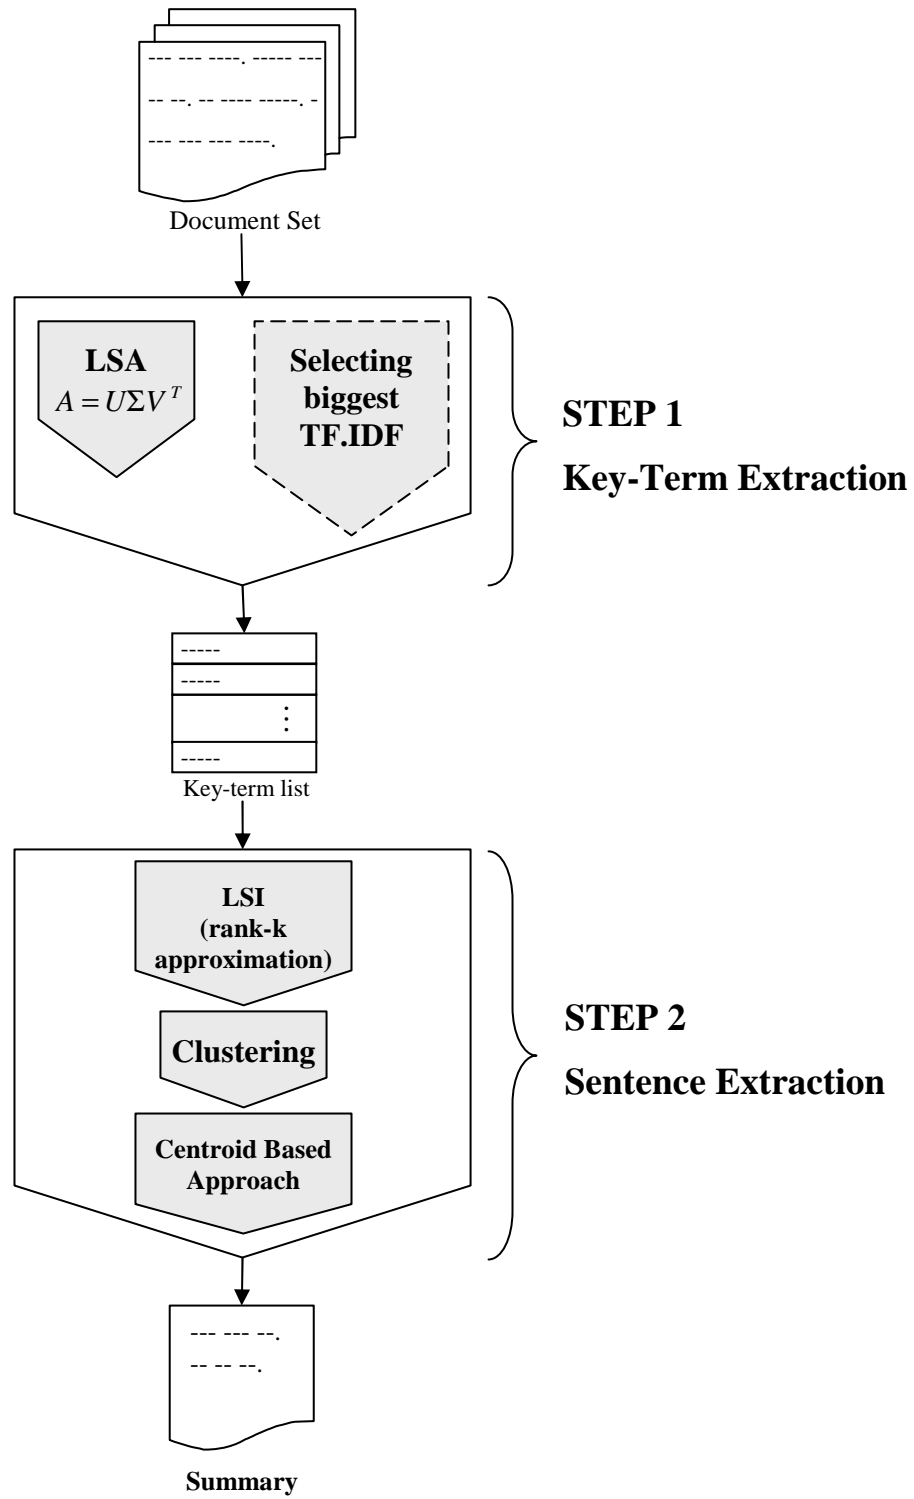 --- --- ----. ----- ---
-- --. -- ---- -----. -
--- --- --- ----.
Document Set
LSA
A = UΣV^T
Selecting
biggest
TF.IDF
STEP 1
Key-Term Extraction
-----
-----
⋮
-----
Key-term list
LSI
(rank-k
approximation)
Clustering
Centroid Based
Approach
STEP 2
Sentence Extraction
--- --- --.
-- -- --.
Summary